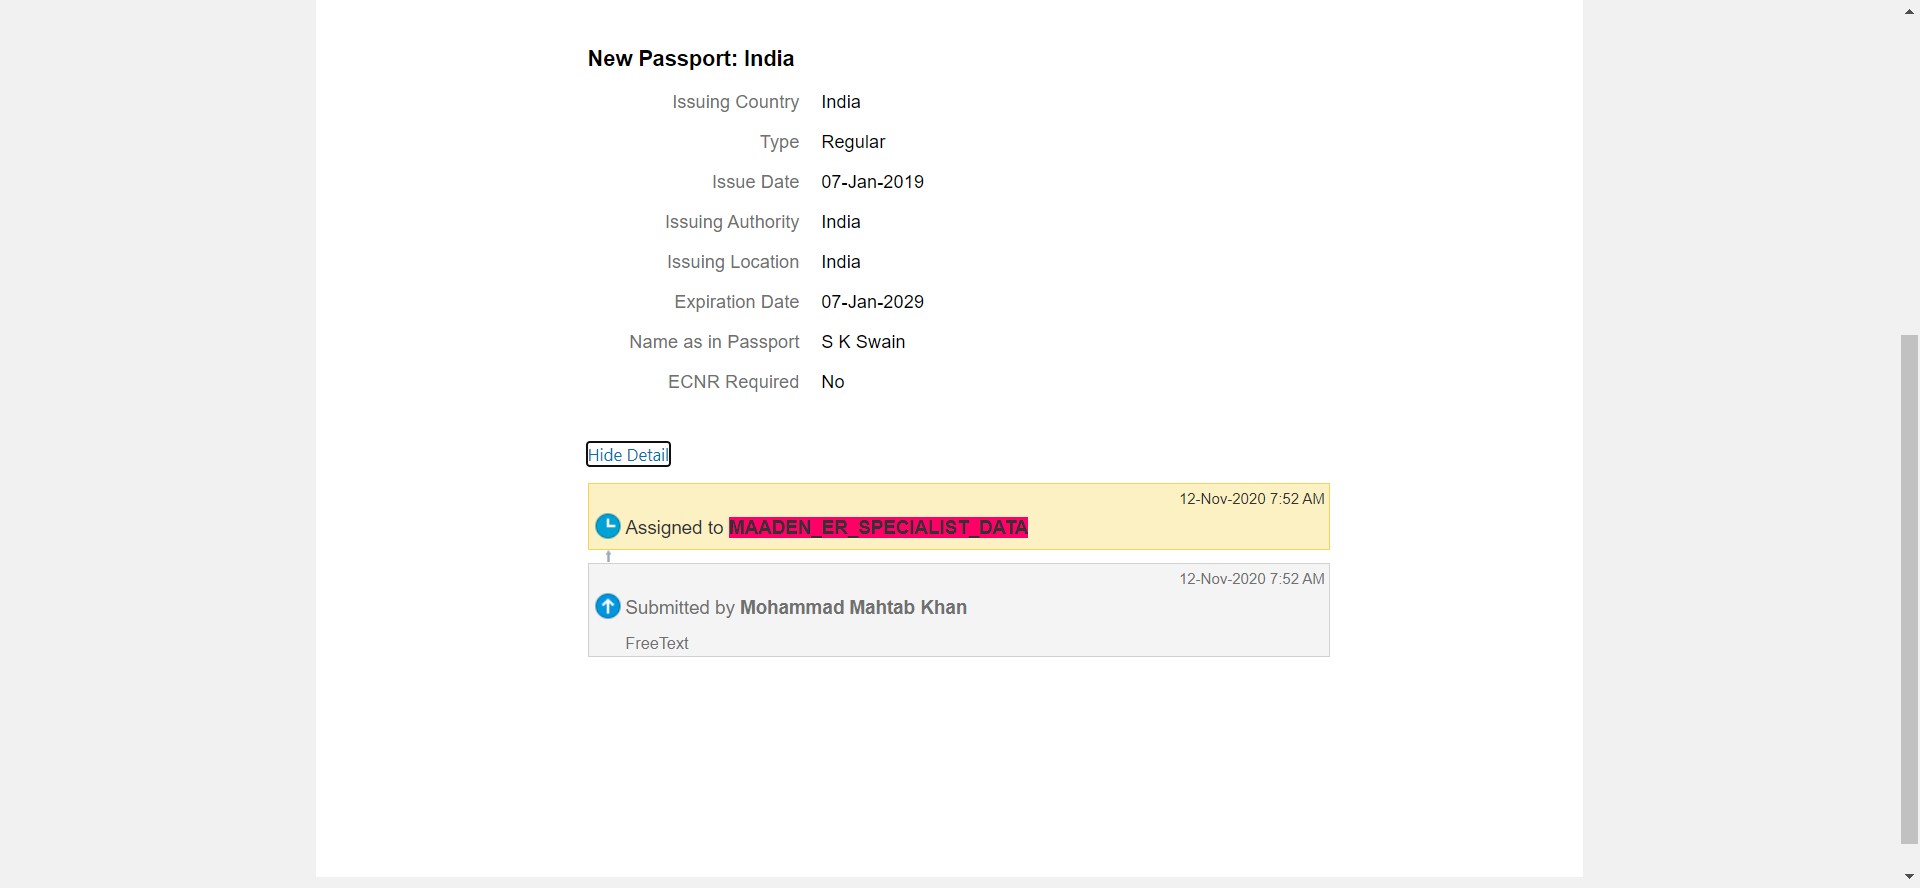 New Passport: India
Issuing Country India
Type Regular
Issue Date 07-Jan-2019
Issuing Authority India
Issuing Location India
Expiration Date 07-Jan-2029
Name as in Passport S K Swain
ECNR Required No
Hide Detail
12-Nov-2020 7:52 AM
Assigned to MAADEN_ER_SPECIALIST_DATA
12-Nov-2020 7:52 AM
Submitted by Mohammad Mahtab Khan
FreeText